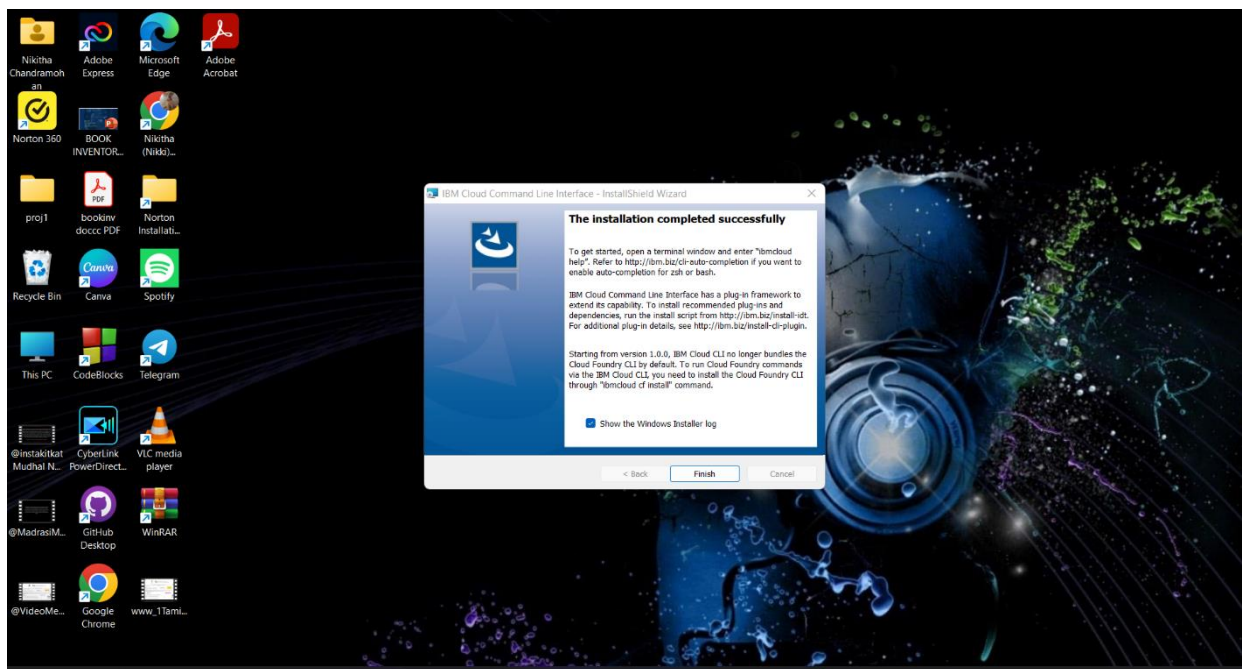 Nikitha
Chandramoh
an
Adobe
Express
Microsoft
Edge
Adobe
Acrobat
Norton 360
BOOK
INVENTOR...
Nikitha
(Nikki)...
proj1
PDF
bookinv
doccc PDF
Norton
Installati...
Recycle Bin
Canva
Canva
Spotify
This PC
CodeBlocks
Telegram
@instakitkat
Mudhal N...
CyberLink
PowerDirect...
VLC media
player
@MadrasiM...
GitHub
Desktop
WinRAR
@VideoMe...
Google
Chrome
www_1Tami...
IBM Cloud Command Line Interface - InstallShield Wizard
The installation completed successfully
To get started, open a terminal window and enter "ibmcloud
help". Refer to http://ibm.biz/cli-auto-completion if you want to
enable auto-completion for zsh or bash.
IBM Cloud Command Line Interface has a plug-in framework to
extend its capability. To install recommended plug-ins and
dependencies, run the install script from http://ibm.biz/install-idt.
For additional plug-in details, see http://ibm.biz/install-cli-plugin.
Starting from version 1.0.0, IBM Cloud CLI no longer bundles the
Cloud Foundry CLI by default. To run Cloud Foundry commands
via the IBM Cloud CLI, you need to install the Cloud Foundry CLI
through "ibmcloud cf install" command.
Show the Windows Installer log
< Back
Finish
Cancel